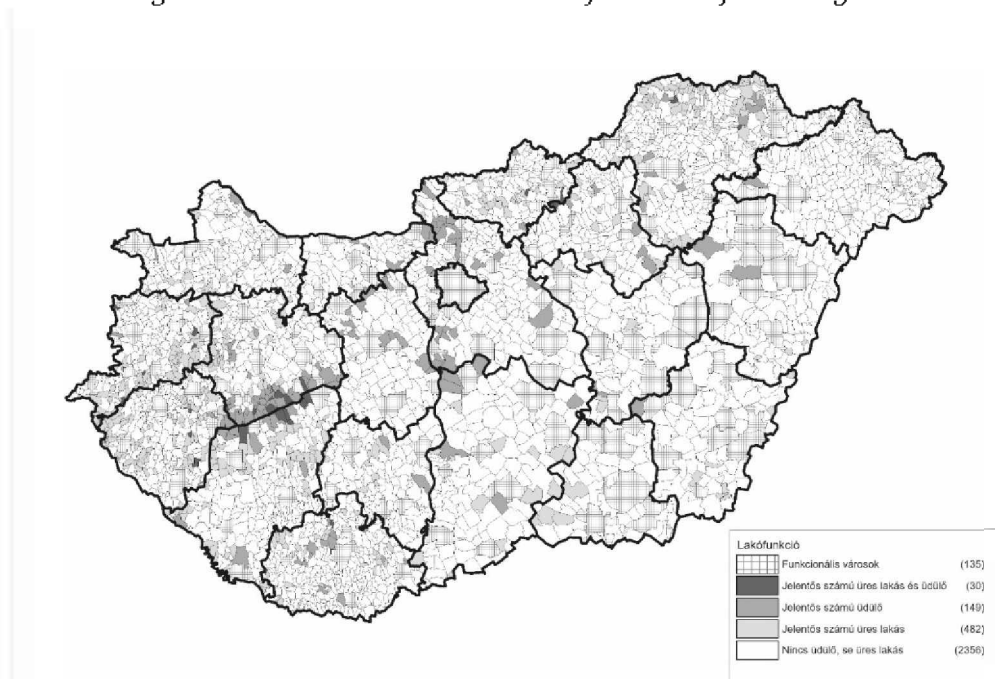 Lakófunkció
Funkcionális városok (135)
Jelentős számú üres lakás és üdülő (30)
Jelentős számú üdülő (149)
Jelentős számú üres lakás (482)
Nincs üdülő, se üres lakás (2356)